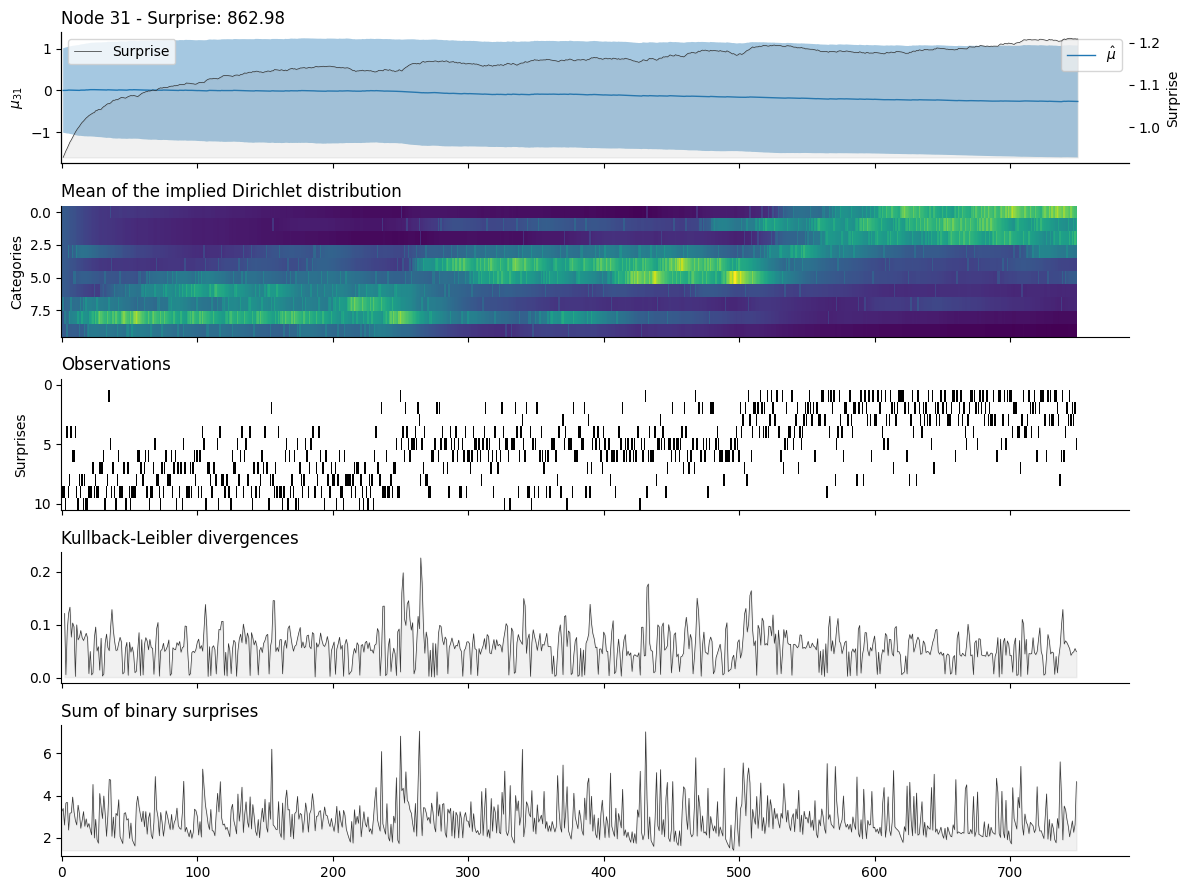 Node 31 - Surprise: 862.98
1
0
−1
μ31
Surprise
μ̂
1.2
1.1
1.0
Surprise
Mean of the implied Dirichlet distribution
0.0
2.5
5.0
7.5
Categories
Observations
0
5
10
Surprises
Kullback-Leibler divergences
0.2
0.1
0.0
Sum of binary surprises
6
4
2
0 100 200 300 400 500 600 700